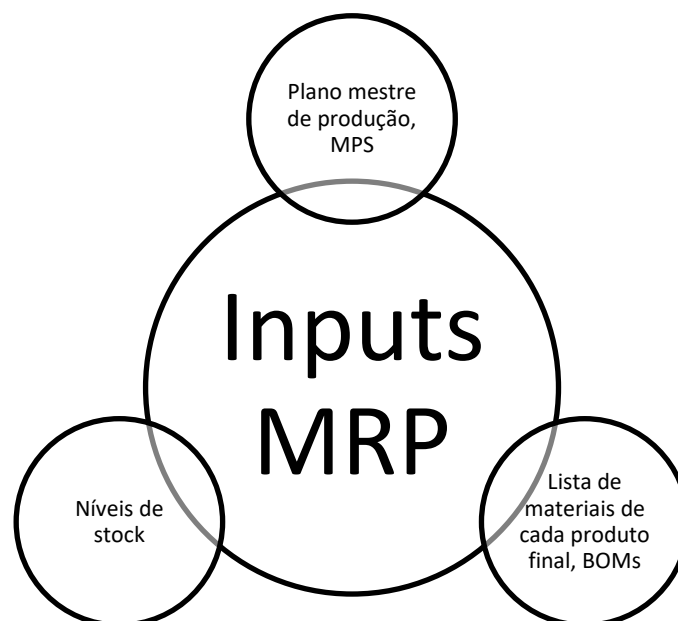 Plano mestre
de produção,
MPS
Inputs
MRP
Níveis de
stock
Lista de
materiais de
cada produto
final, BOMs